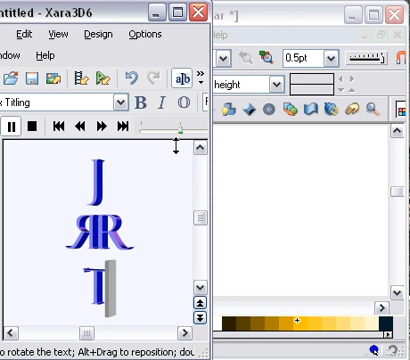 ntitled - Xara3D6
ar *]
Edit View Design Options
elp
ndow Help
0.5pt
ab
x Titling
B I O
height
J
RR
T
o rotate the text; Alt+Drag to reposition; dou